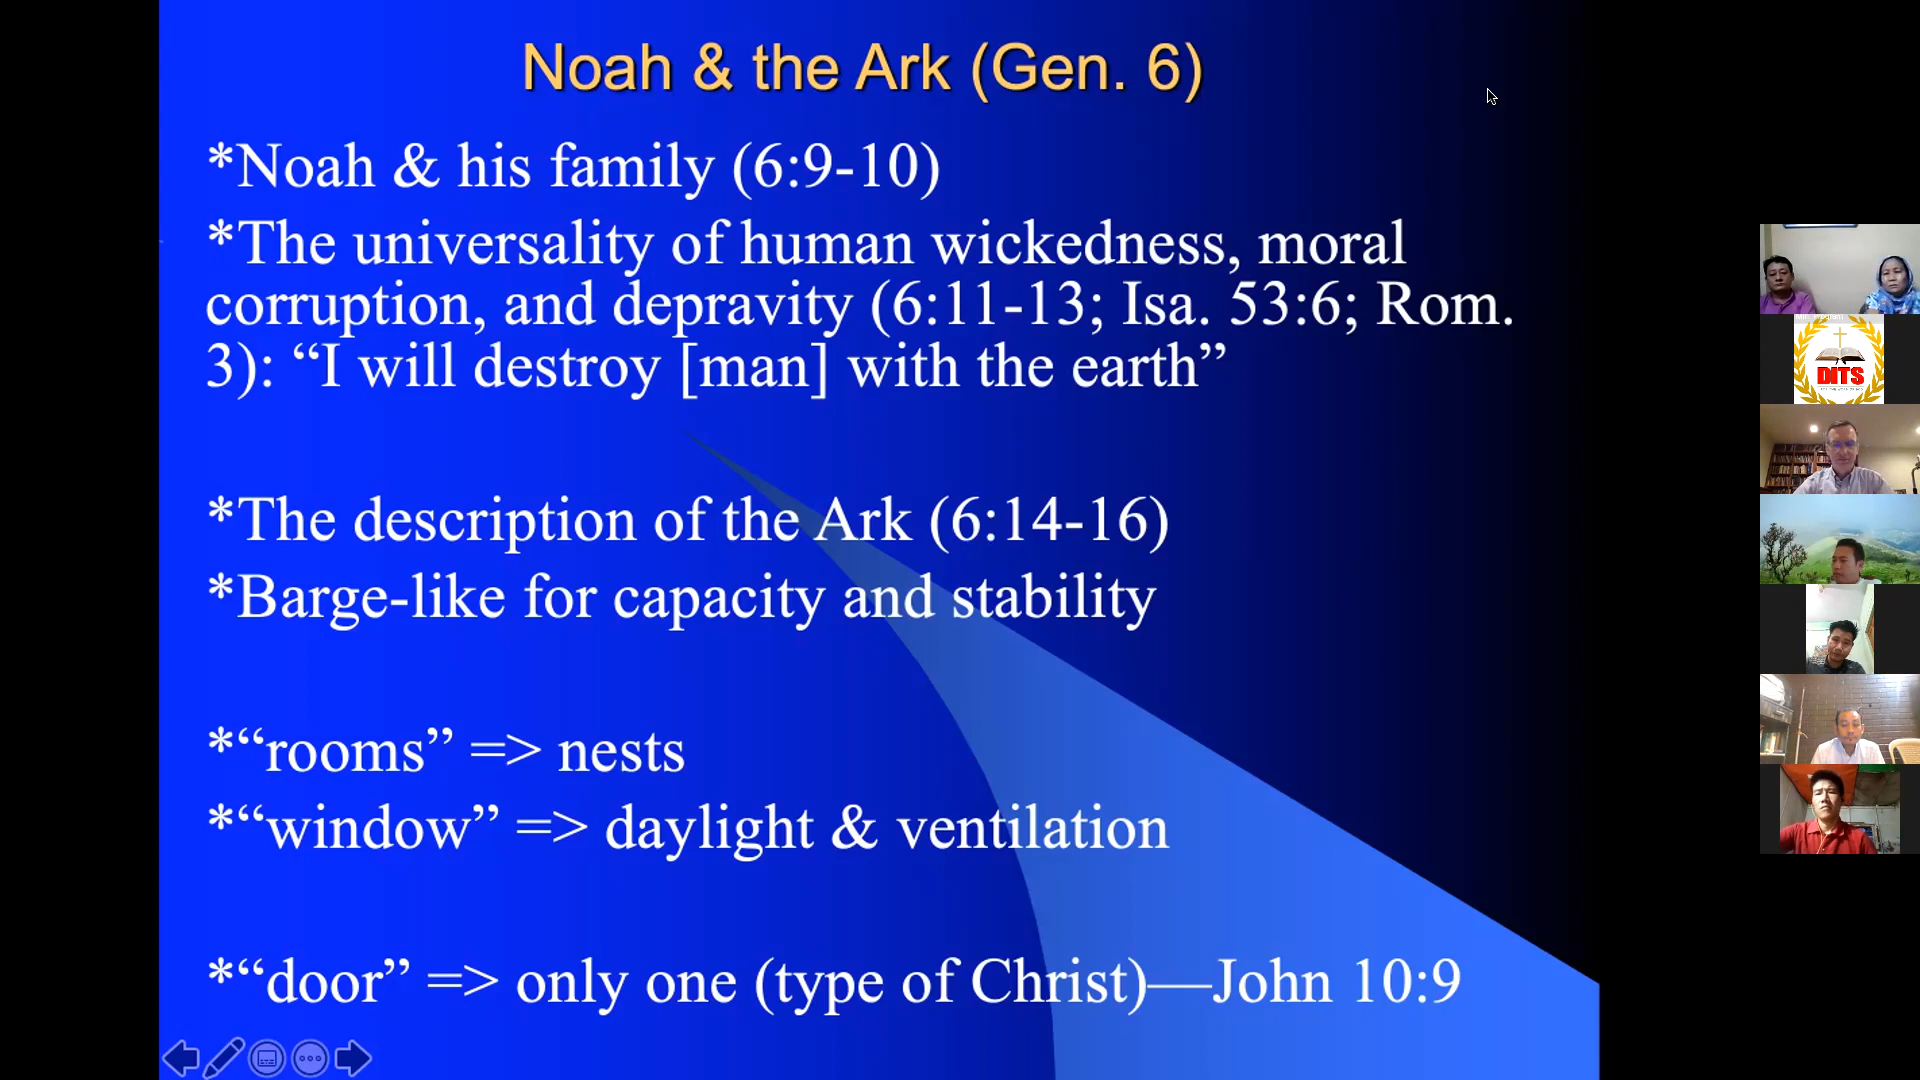 Noah & the Ark (Gen. 6)
*Noah & his family (6:9-10)
*The universality of human wickedness, moral
corruption, and depravity (6:11-13; Isa. 53:6; Rom.
3): “I will destroy [man] with the earth”
*The description of the Ark (6:14-16)
*Barge-like for capacity and stability
*“rooms” => nests
*“window” => daylight & ventilation
*“door” => only one (type of Christ)—John 10:9
DITS